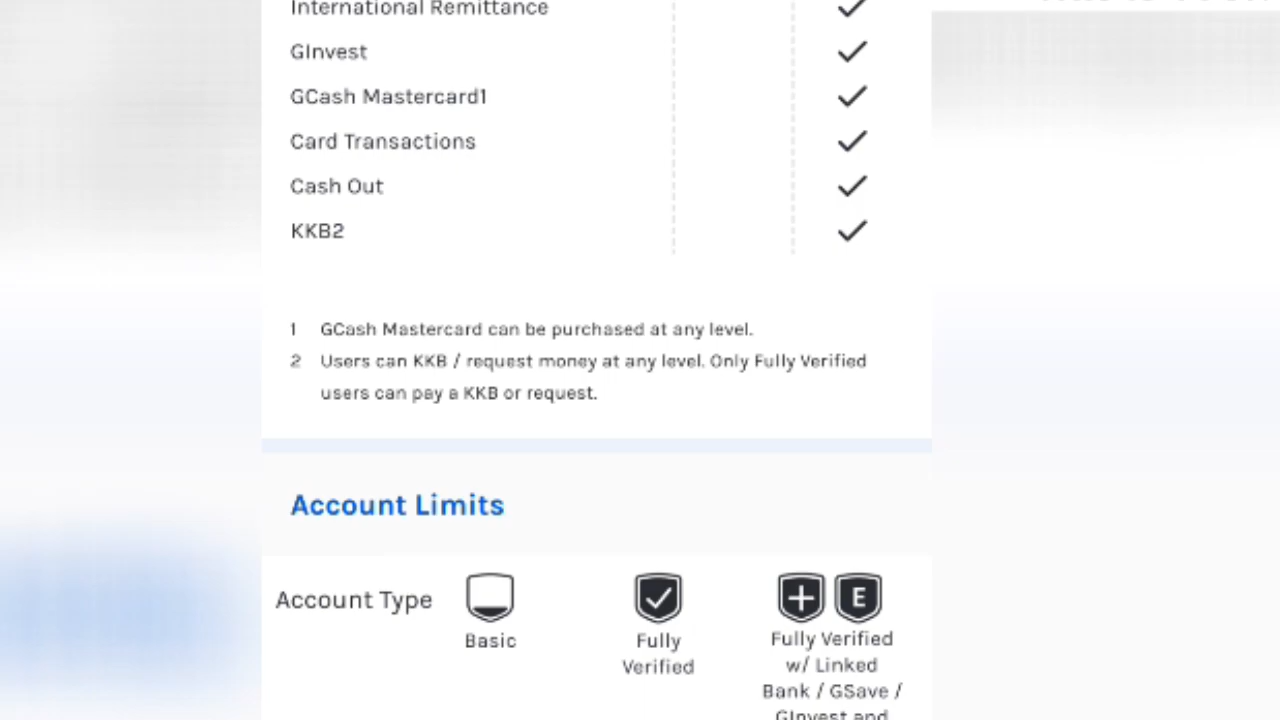 International Remittance
GInvest
GCash Mastercard1
Card Transactions
Cash Out
KKB2
1 GCash Mastercard can be purchased at any level.
2 Users can KKB / request money at any level. Only Fully Verified
users can pay a KKB or request.
Account Limits
Account Type
Basic
Fully
Verified
E
Fully Verified
w/ Linked
Bank / GSave /
GInvest and